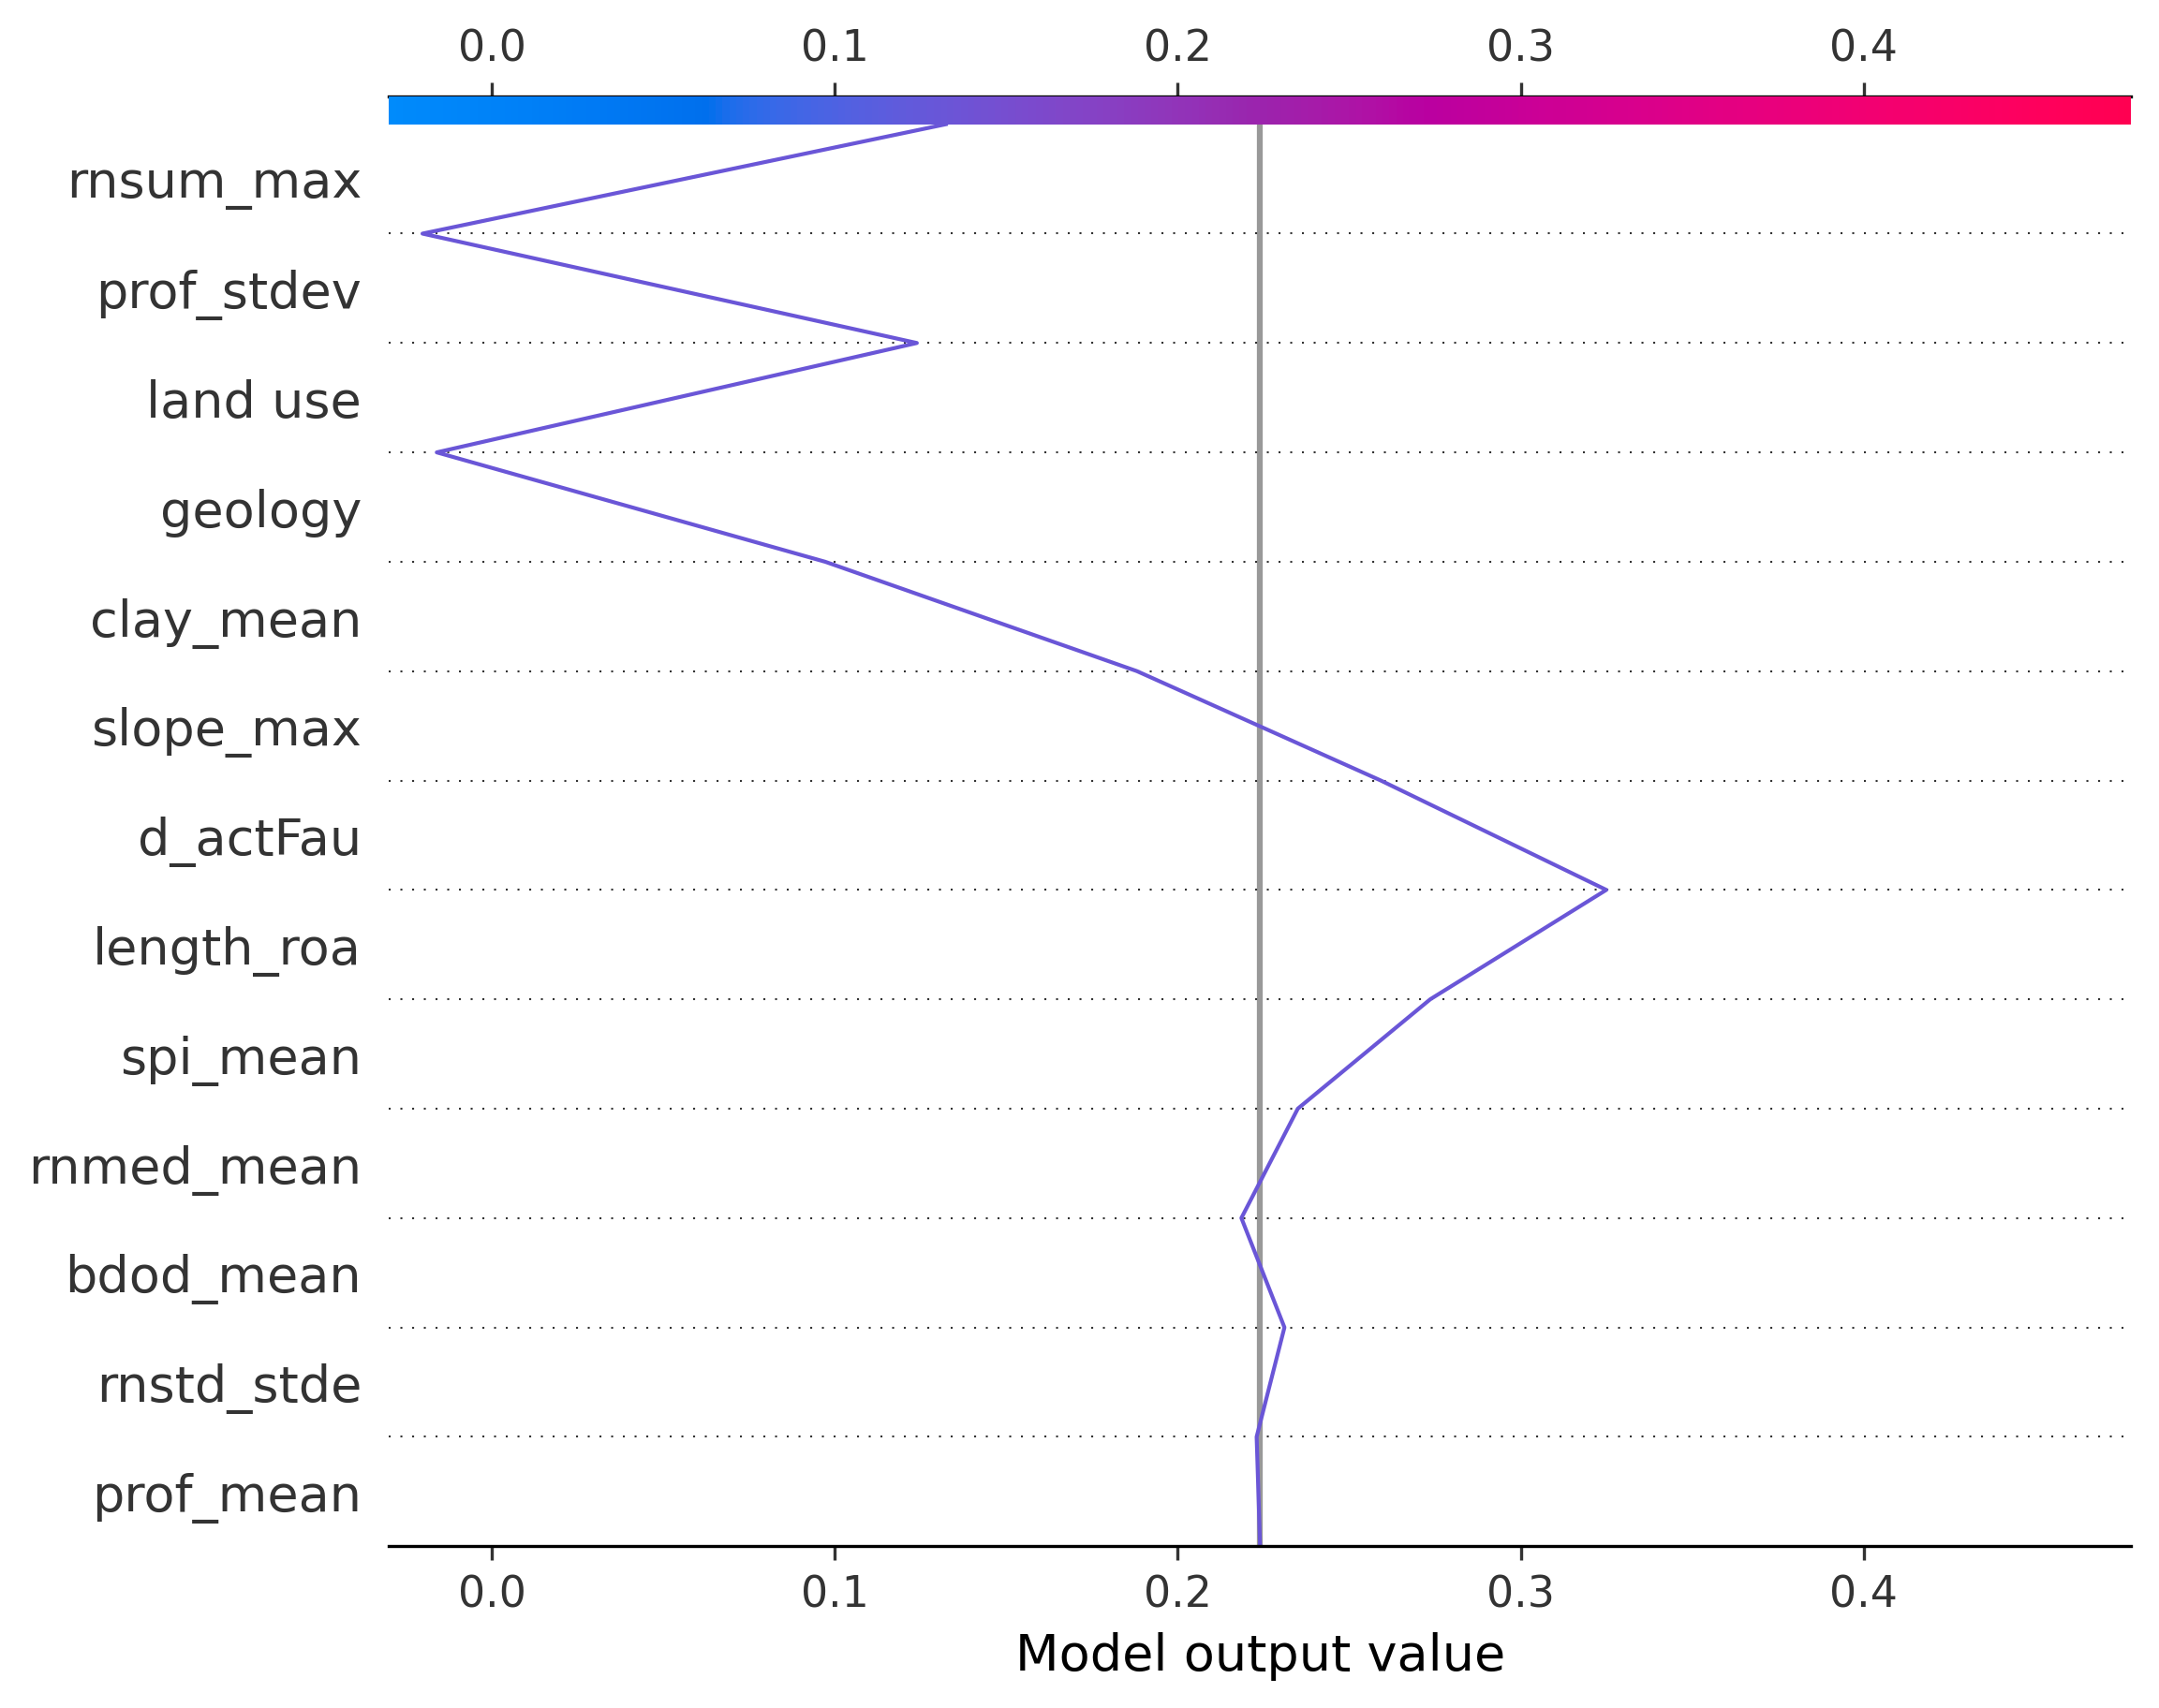 0.0 0.1 0.2 0.3 0.4
rnsum_max
prof_stdev
land use
geology
clay_mean
slope_max
d_actFau
length_roa
spi_mean
rnmed_mean
bdod_mean
rnstd_stde
prof_mean
0.0 0.1 0.2 0.3 0.4
Model output value